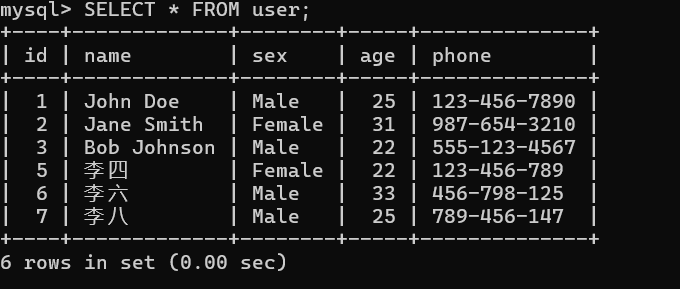 mysql> SELECT * FROM user;
+----+-------------+--------+-----+--------------+
| id | name        | sex    | age | phone        |
+----+-------------+--------+-----+--------------+
|  1 | John Doe    | Male   |  25 | 123-456-7890 |
|  2 | Jane Smith  | Female |  31 | 987-654-3210 |
|  3 | Bob Johnson | Male   |  22 | 555-123-4567 |
|  5 | 李四        | Female |  22 | 123-456-789  |
|  6 | 李六        | Male   |  33 | 456-798-125  |
|  7 | 李八        | Male   |  25 | 789-456-147  |
+----+-------------+--------+-----+--------------+
6 rows in set (0.00 sec)